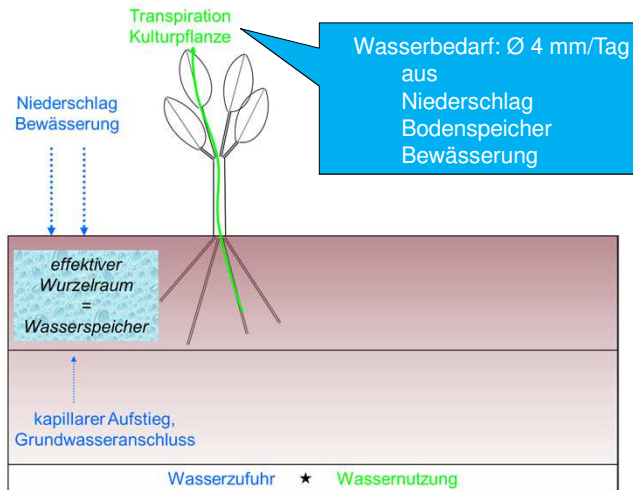 Transpiration
Kulturpflanze
Wasserbedarf: Ø 4 mm/Tag
aus
Niederschlag
Bodenspeicher
Bewässerung
Niederschlag
Bewässerung
effektiver
Wurzelraum
=
Wasserspeicher
kapillarer Aufstieg,
Grundwasseranschluss
Wasserzufuhr ★ Wassernutzung